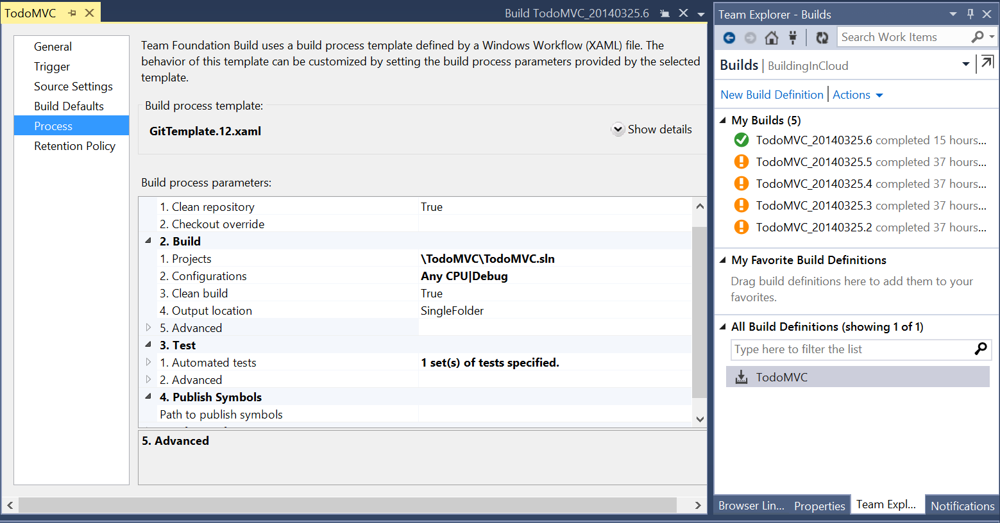 TodoMVC
Build TodoMVC_20140325.6
General
Trigger
Source Settings
Build Defaults
Process
Retention Policy
Team Foundation Build uses a build process template defined by a Windows Workflow (XAML) file. The
behavior of this template can be customized by setting the build process parameters provided by the selected
template.
Build process template:
GitTemplate.12.xaml
Show details
Build process parameters:
1. Clean repository True
2. Checkout override
2. Build
1. Projects \TodoMVC\TodoMVC.sln
2. Configurations Any CPU|Debug
3. Clean build True
4. Output location SingleFolder
5. Advanced
3. Test
1. Automated tests 1 set(s) of tests specified.
2. Advanced
4. Publish Symbols
Path to publish symbols
5. Advanced
Team Explorer - Builds
Search Work Items
Builds | BuildingInCloud
New Build Definition | Actions
My Builds (5)
TodoMVC_20140325.6 completed 15 hours...
TodoMVC_20140325.5 completed 37 hours...
TodoMVC_20140325.4 completed 37 hours...
TodoMVC_20140325.3 completed 37 hours...
TodoMVC_20140325.2 completed 37 hours...
My Favorite Build Definitions
Drag build definitions here to add them to your
favorites.
All Build Definitions (showing 1 of 1)
Type here to filter the list
TodoMVC
Browser Lin... Properties Team Expl... Notifications